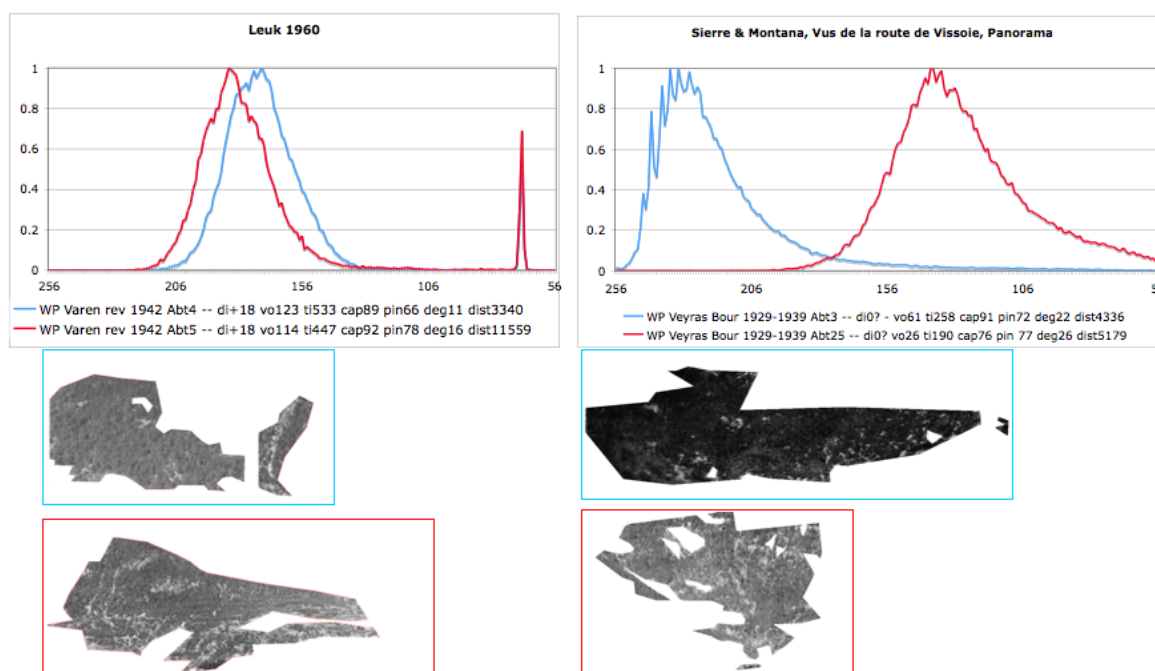 Leuk 1960
1
0.8
0.6
0.4
0.2
0
256 206 156 106 56
WP Varen rev 1942 Abt4 -- di+18 vo123 ti533 cap89 pin66 deg11 dist3340
WP Varen rev 1942 Abt5 -- di+18 vo114 ti447 cap92 pin78 deg16 dist11559
Sierre & Montana, Vus de la route de Vissoie, Panorama
1
0.8
0.6
0.4
0.2
0
256 206 156 106 56
WP Veyras Bour 1929-1939 Abt3 -- di0? - vo61 ti258 cap91 pin72 deg22 dist4336
WP Veyras Bour 1929-1939 Abt25 -- di0? vo26 ti190 cap76 pin 77 deg26 dist5179